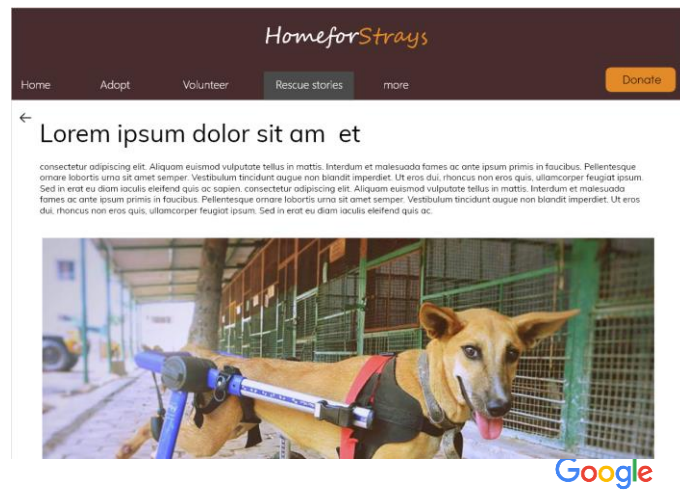 HomeforStrays
Home Adopt Volunteer Rescue stories more Donate
←
Lorem ipsum dolor sit am et
consectetur adipiscing elit. Aliquam euismod vulputate tellus in mattis. Interdum et malesuada fames ac ante ipsum primis in faucibus. Pellentesque
ornare lobortis urna sit amet semper. Vestibulum tincidunt augue non blandit imperdiet. Ut eros dui, rhoncus non eros quis, ullamcorper feugiat ipsum.
Sed in erat eu diam iaculis eleifend quis ac sapien. consectetur adipiscing elit. Aliquam euismod vulputate tellus in mattis. Interdum et malesuada
fames ac ante ipsum primis in faucibus. Pellentesque ornare lobortis urna sit amet semper. Vestibulum tincidunt augue non blandit imperdiet. Ut eros
dui, rhoncus non eros quis, ullamcorper feugiat ipsum. Sed in erat eu diam iaculis eleifend quis ac.
Google